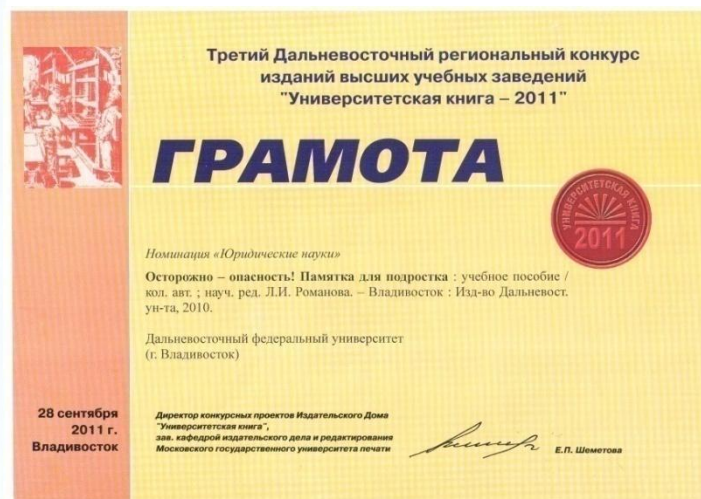 Третий Дальневосточный региональный конкурс
изданий высших учебных заведений
"Университетская книга – 2011"
ГРАМОТА
УНИВЕРСИТЕТСКАЯ КНИГА
2011
Номинация «Юридические науки»
Осторожно – опасность! Памятка для подростка : учебное пособие /
кол. авт. ; науч. ред. Л.И. Романова. – Владивосток : Изд-во Дальневост.
ун-та, 2010.
Дальневосточный федеральный университет
(г. Владивосток)
28 сентября
2011 г.
Владивосток
Директор конкурсных проектов Издательского Дома
"Университетская книга",
зав. кафедрой издательского дела и редактирования
Московского государственного университета печати
Е.П. Шеметова